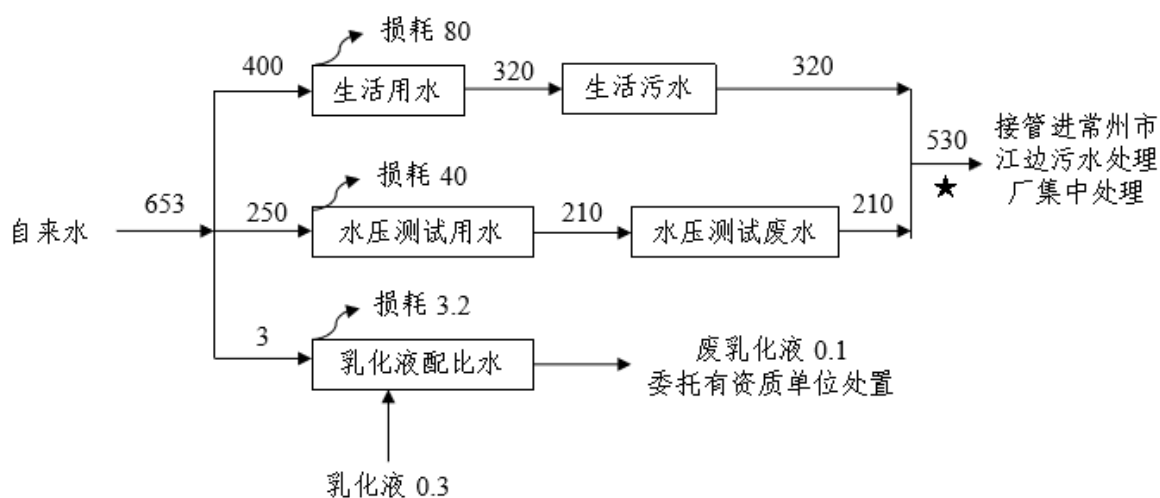 损耗 80
400
生活用水
320
生活污水
320
接管进常州市
江边污水处理
厂集中处理
530
★
自来水
653
损耗 40
250
水压测试用水
210
水压测试废水
210
损耗 3.2
3
乳化液配比水
废乳化液 0.1
委托有资质单位处置
乳化液 0.3